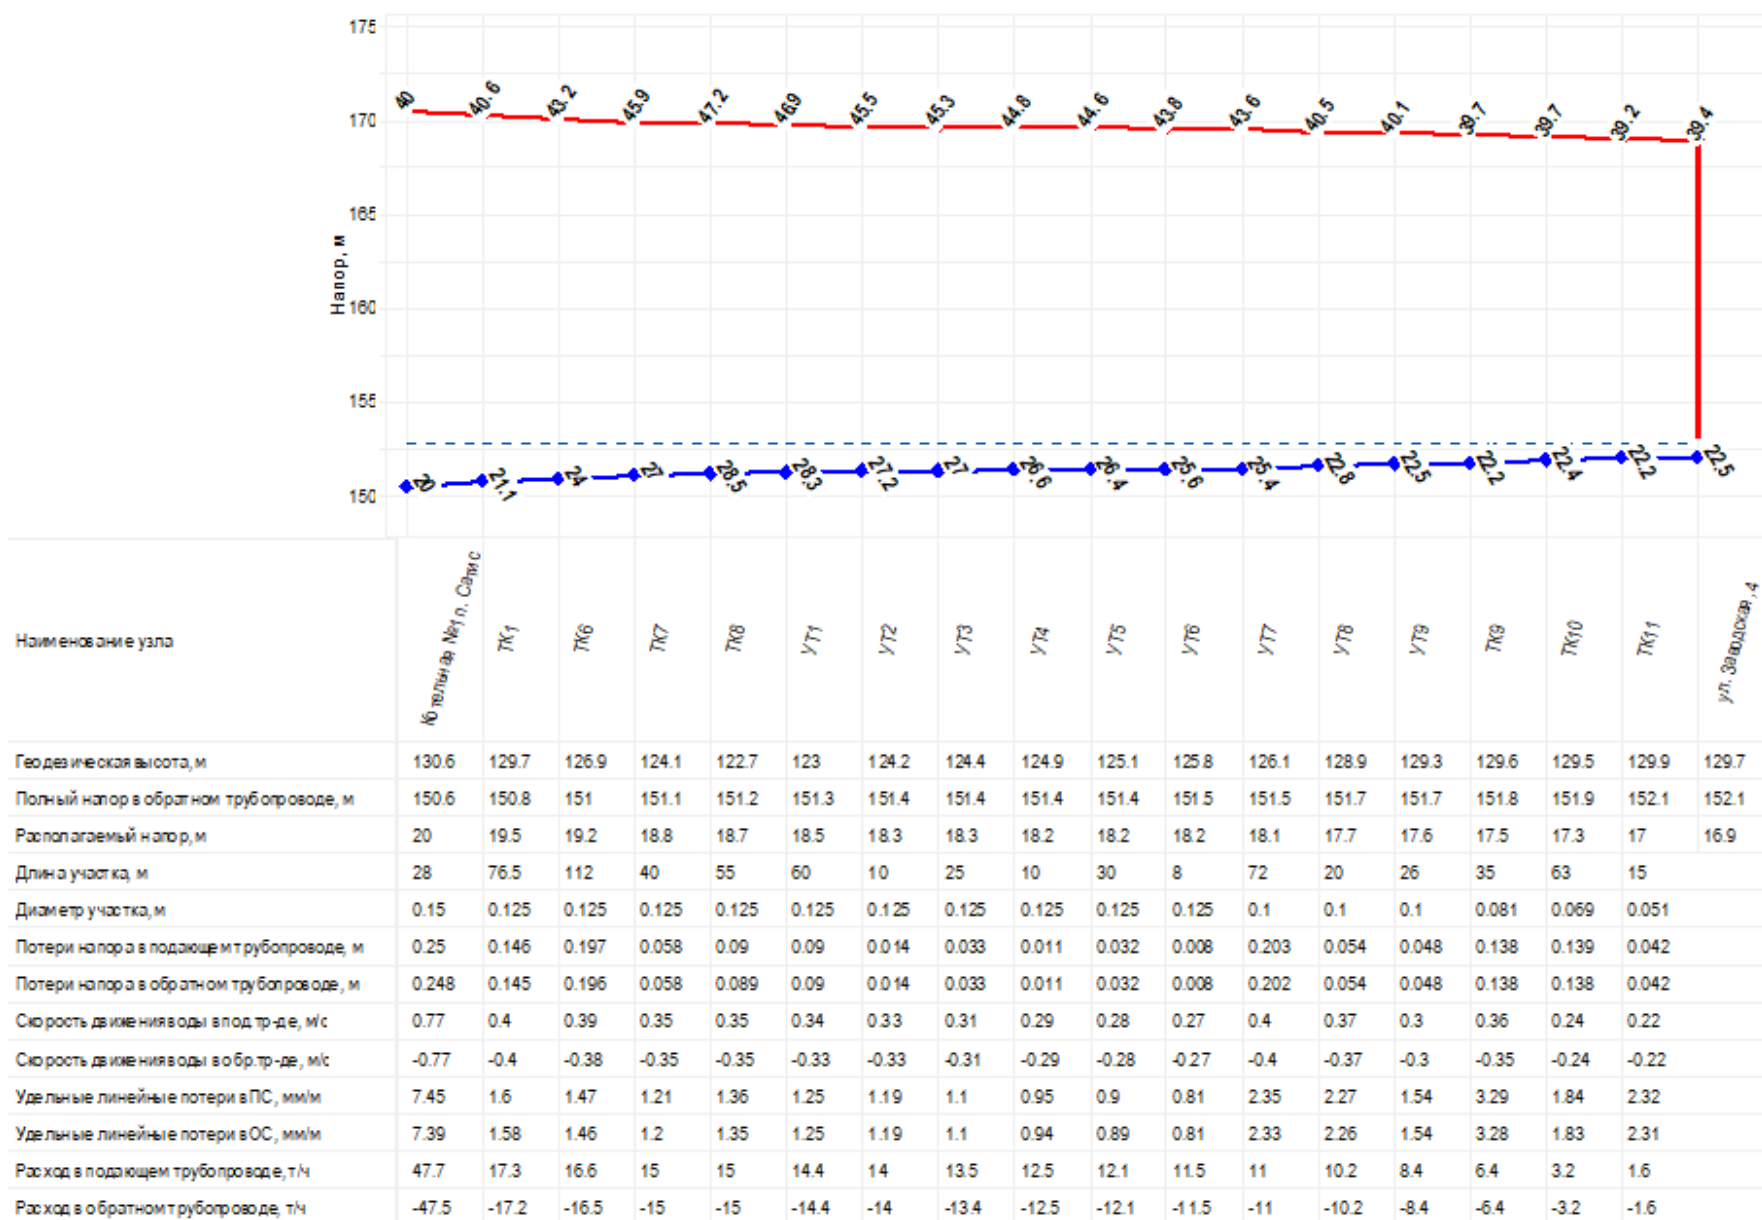 175
170
165
160
155
150
Напор, м
40 40.6 43.2 45.9 47.2 46.9 45.5 45.3 44.8 44.6 43.8 43.6 40.5 40.1 39.7 39.7 39.2 39.4
20 21.1 24 27 28.5 28.3 27.2 27 26.6 26.4 25.6 25.4 22.8 22.5 22.2 22.4 22.2 22.5
Наименование узла Котельная №1 п. Сатис ТК1 ТК6 ТК7 ТК8 УТ1 УТ2 УТ3 УТ4 УТ5 УТ6 УТ7 УТ8 УТ9 ТК9 ТК10 ТК11 ул. Заводская, 4
Геодезическая высота, м 130.6 129.7 126.9 124.1 122.7 123 124.2 124.4 124.9 125.1 125.8 126.1 128.9 129.3 129.6 129.5 129.9 129.7
Полный напор в обратном трубопроводе, м 150.6 150.8 151 151.1 151.2 151.3 151.4 151.4 151.4 151.4 151.5 151.5 151.7 151.7 151.8 151.9 152.1 152.1
Располагаемый напор, м 20 19.5 19.2 18.8 18.7 18.5 18.3 18.3 18.2 18.2 18.2 18.1 17.7 17.6 17.5 17.3 17 16.9
Длина участка, м 28 76.5 112 40 55 60 10 25 10 30 8 72 20 26 35 63 15
Диаметр участка, м 0.15 0.125 0.125 0.125 0.125 0.125 0.125 0.125 0.125 0.125 0.125 0.1 0.1 0.1 0.081 0.069 0.051
Потери напора в подающем трубопроводе, м 0.25 0.146 0.197 0.058 0.09 0.09 0.014 0.033 0.011 0.032 0.008 0.203 0.054 0.048 0.138 0.139 0.042
Потери напора в обратном трубопроводе, м 0.248 0.145 0.196 0.058 0.089 0.09 0.014 0.033 0.011 0.032 0.008 0.202 0.054 0.048 0.138 0.138 0.042
Скорость движения воды в под.тр-де, м/с 0.77 0.4 0.39 0.35 0.35 0.34 0.33 0.31 0.29 0.28 0.27 0.4 0.37 0.3 0.36 0.24 0.22
Скорость движения воды в обр.тр-де, м/с -0.77 -0.4 -0.38 -0.35 -0.35 -0.33 -0.33 -0.31 -0.29 -0.28 -0.27 -0.4 -0.37 -0.3 -0.35 -0.24 -0.22
Удельные линейные потери в ПС, мм/м 7.45 1.6 1.47 1.21 1.36 1.25 1.19 1.1 0.95 0.9 0.81 2.35 2.27 1.54 3.29 1.84 2.32
Удельные линейные потери в ОС, мм/м 7.39 1.58 1.46 1.2 1.35 1.25 1.19 1.1 0.94 0.89 0.81 2.33 2.26 1.54 3.28 1.83 2.31
Расход в подающем трубопроводе, т/ч 47.7 17.3 16.6 15 15 14.4 14 13.5 12.5 12.1 11.5 11 10.2 8.4 6.4 3.2 1.6
Расход в обратном трубопроводе, т/ч -47.5 -17.2 -16.5 -15 -15 -14.4 -14 -13.4 -12.5 -12.1 -11.5 -11 -10.2 -8.4 -6.4 -3.2 -1.6